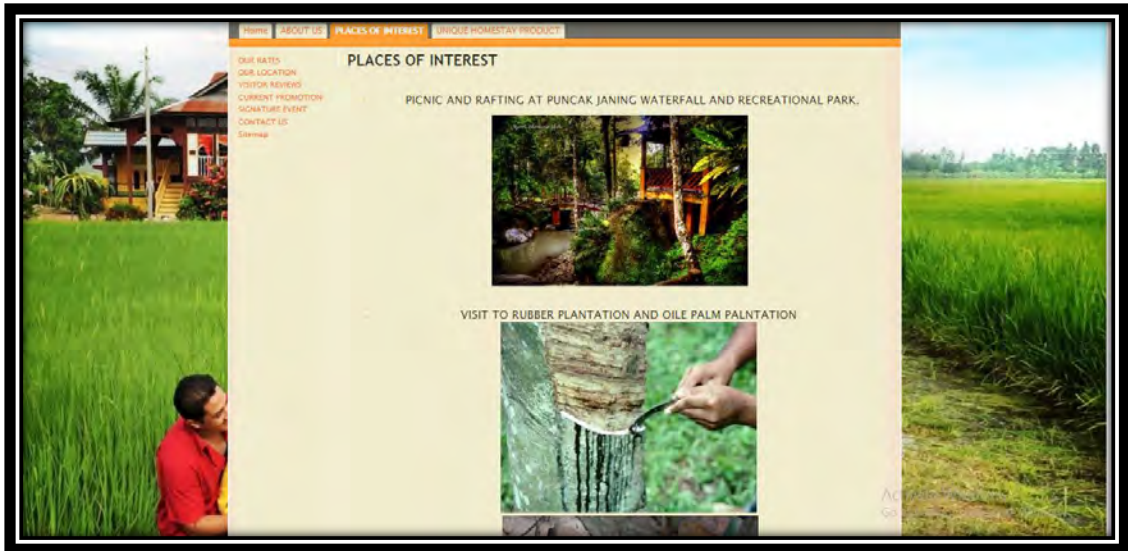 Home ABOUT US PLACES OF INTEREST UNIQUE HOMESTAY PRODUCT
OUR RATES
OUR LOCATION
VISITOR REVIEWS
CURRENT PROMOTION
SIGNATURE EVENT
CONTACT US
Sitemap
PLACES OF INTEREST
PICNIC AND RAFTING AT PUNCAK JANING WATERFALL AND RECREATIONAL PARK.
VISIT TO RUBBER PLANTATION AND OILE PALM PALNTATION